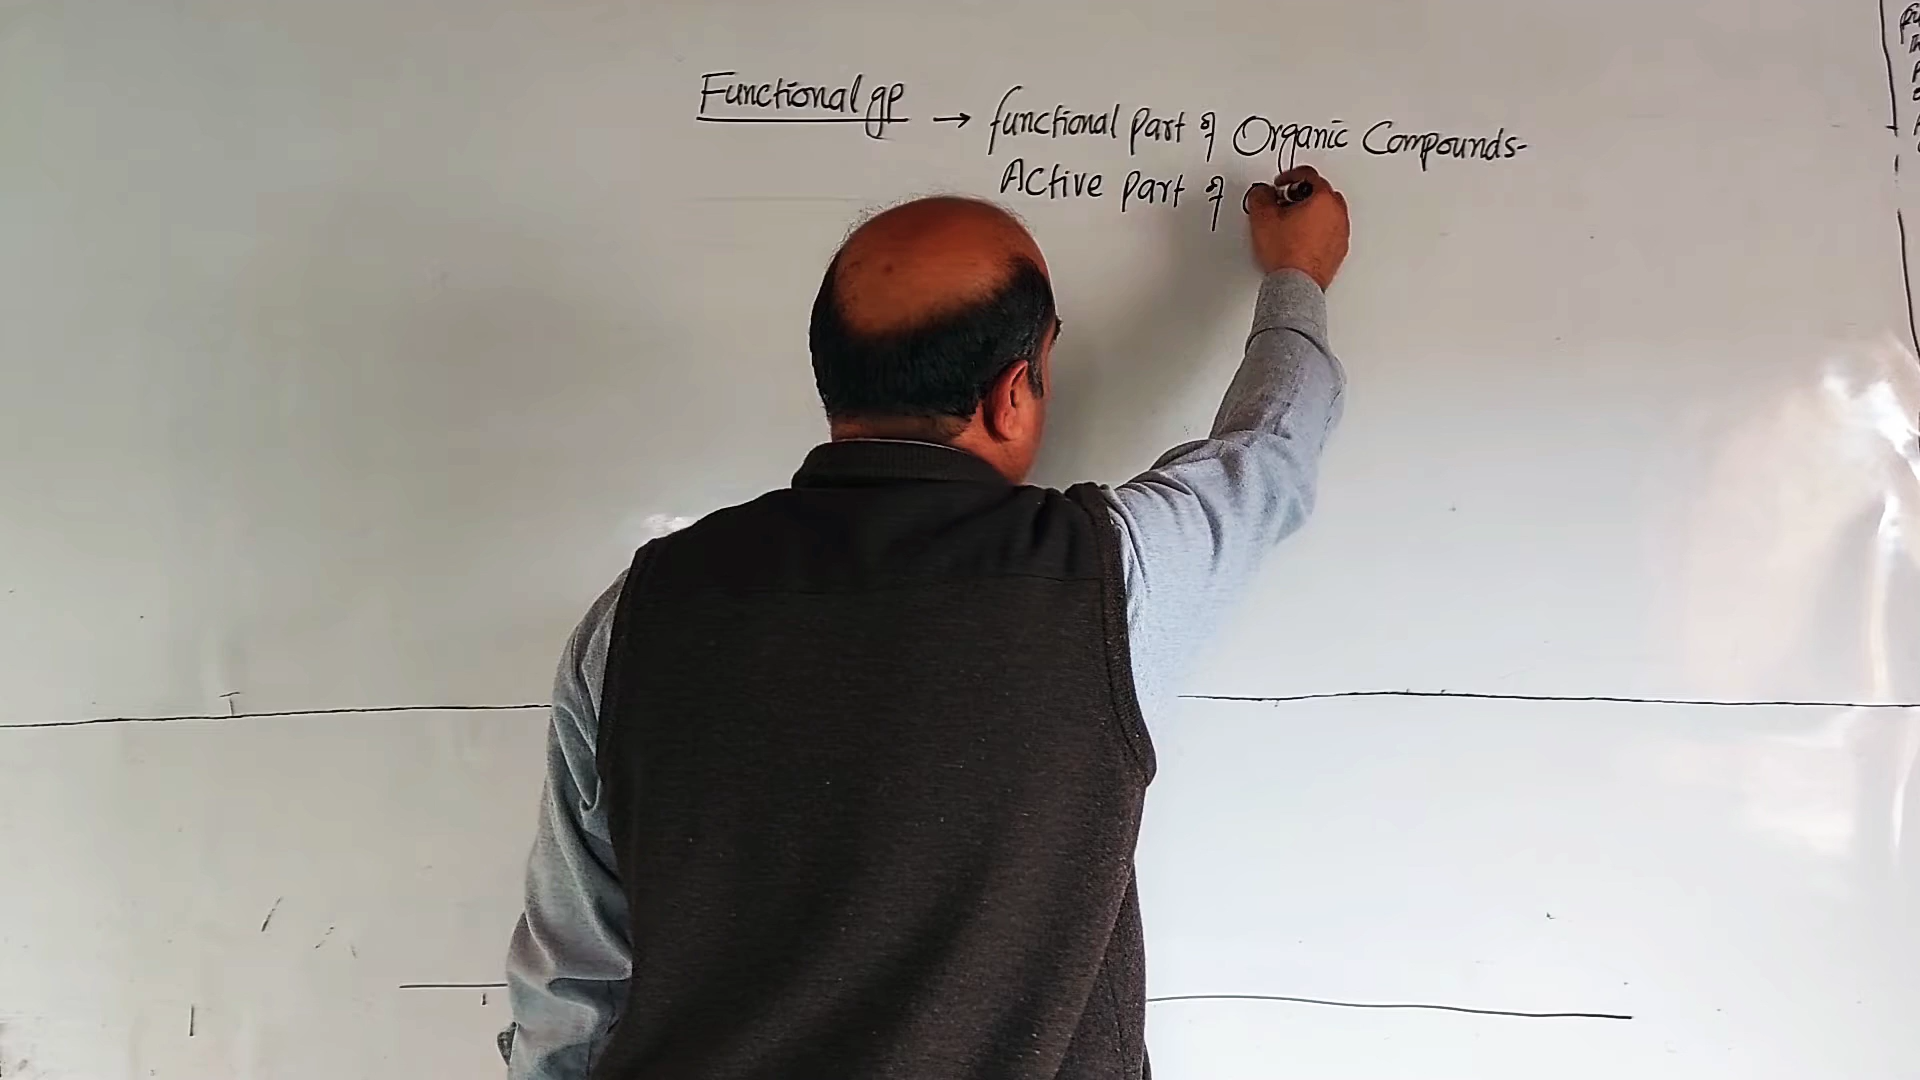 Functional gp → functional part of Organic Compounds-
Active part of